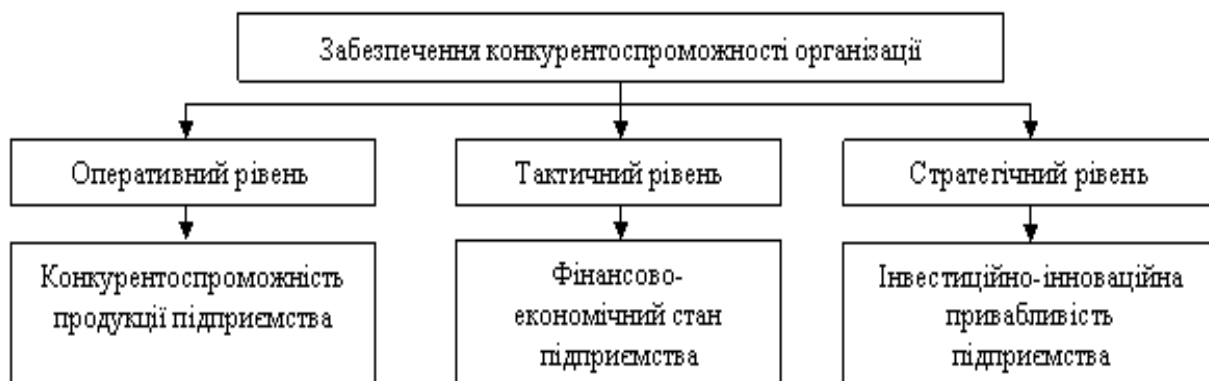 Забезпечення конкурентоспроможності організації
Оперативний рівень
Тактичний рівень
Стратегічний рівень
Конкурентоспроможність
продукції підприємства
Фінансово-
економічний стан
підприємства
Інвестиційно-інноваційна
привабливість
підприємства